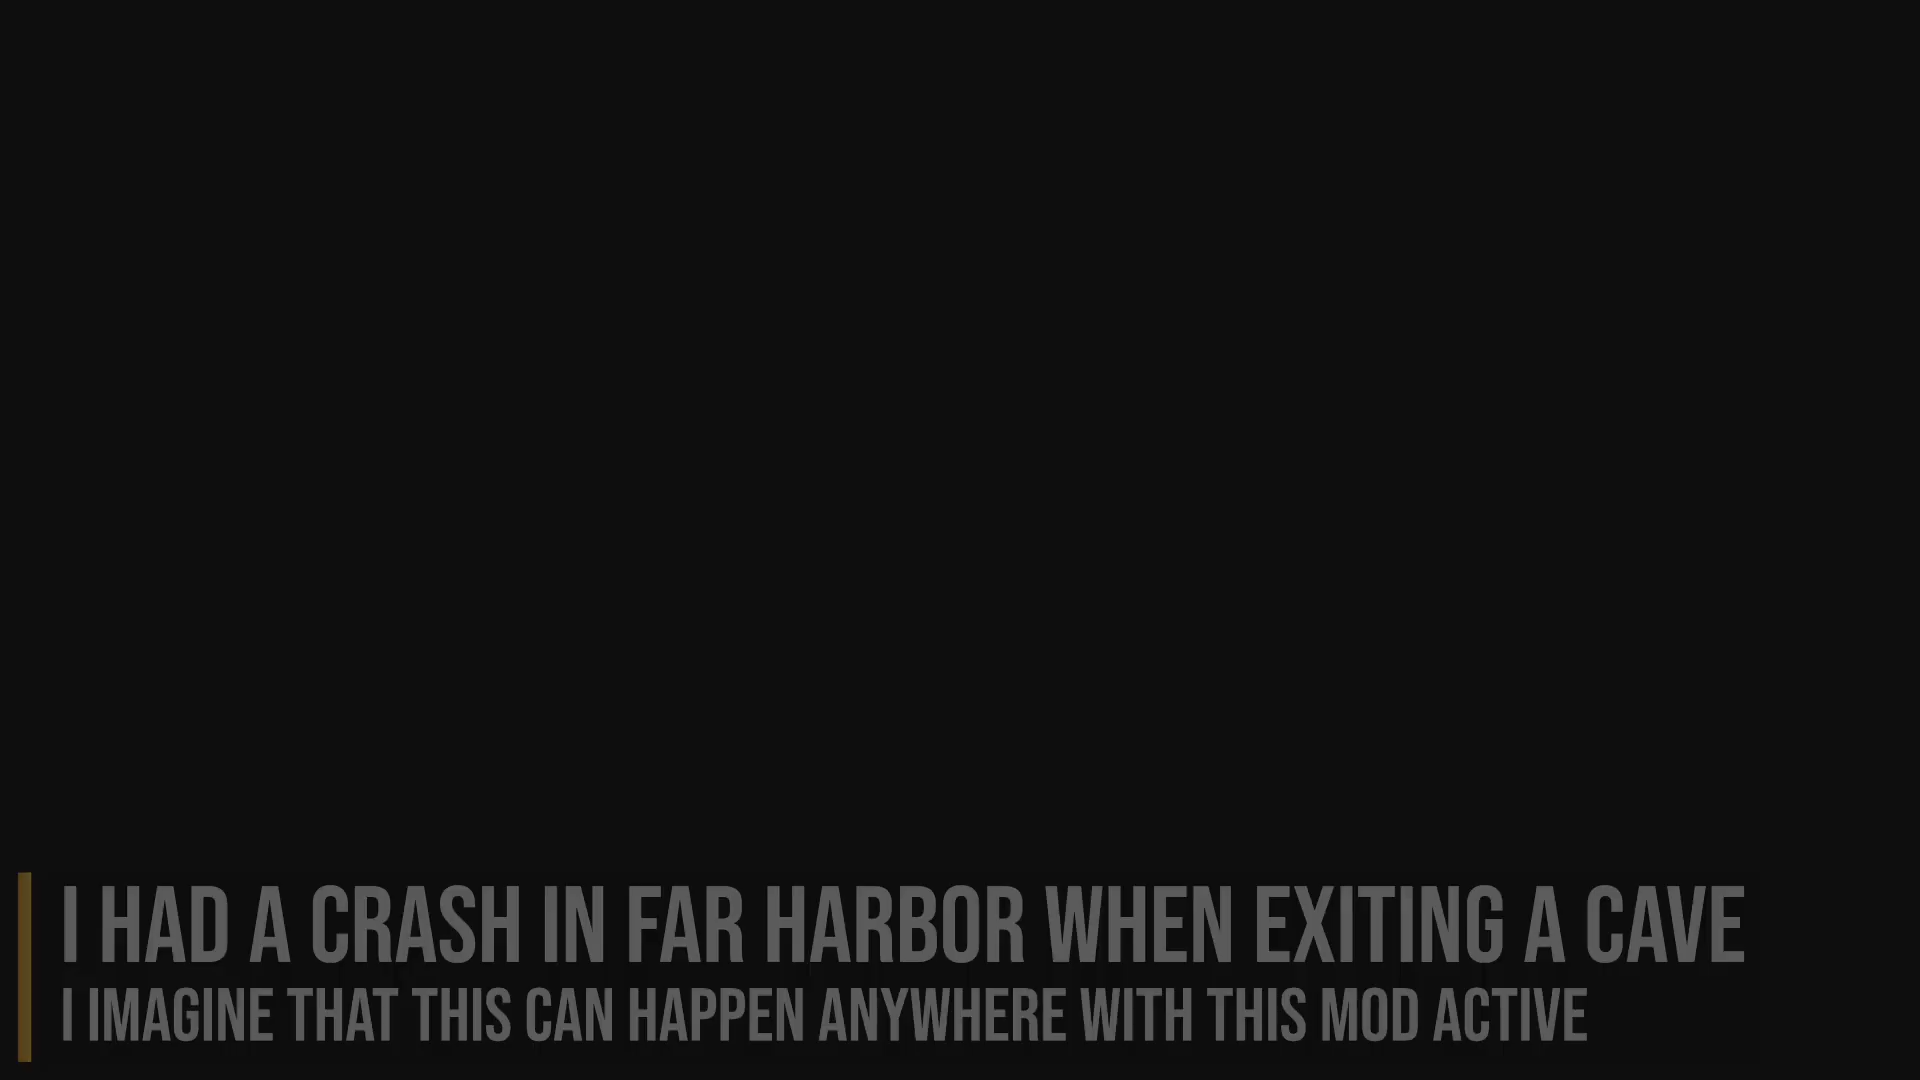 I HAD A CRASH IN FAR HARBOR WHEN EXITING A CAVE
I IMAGINE THAT THIS CAN HAPPEN ANYWHERE WITH THIS MOD ACTIVE